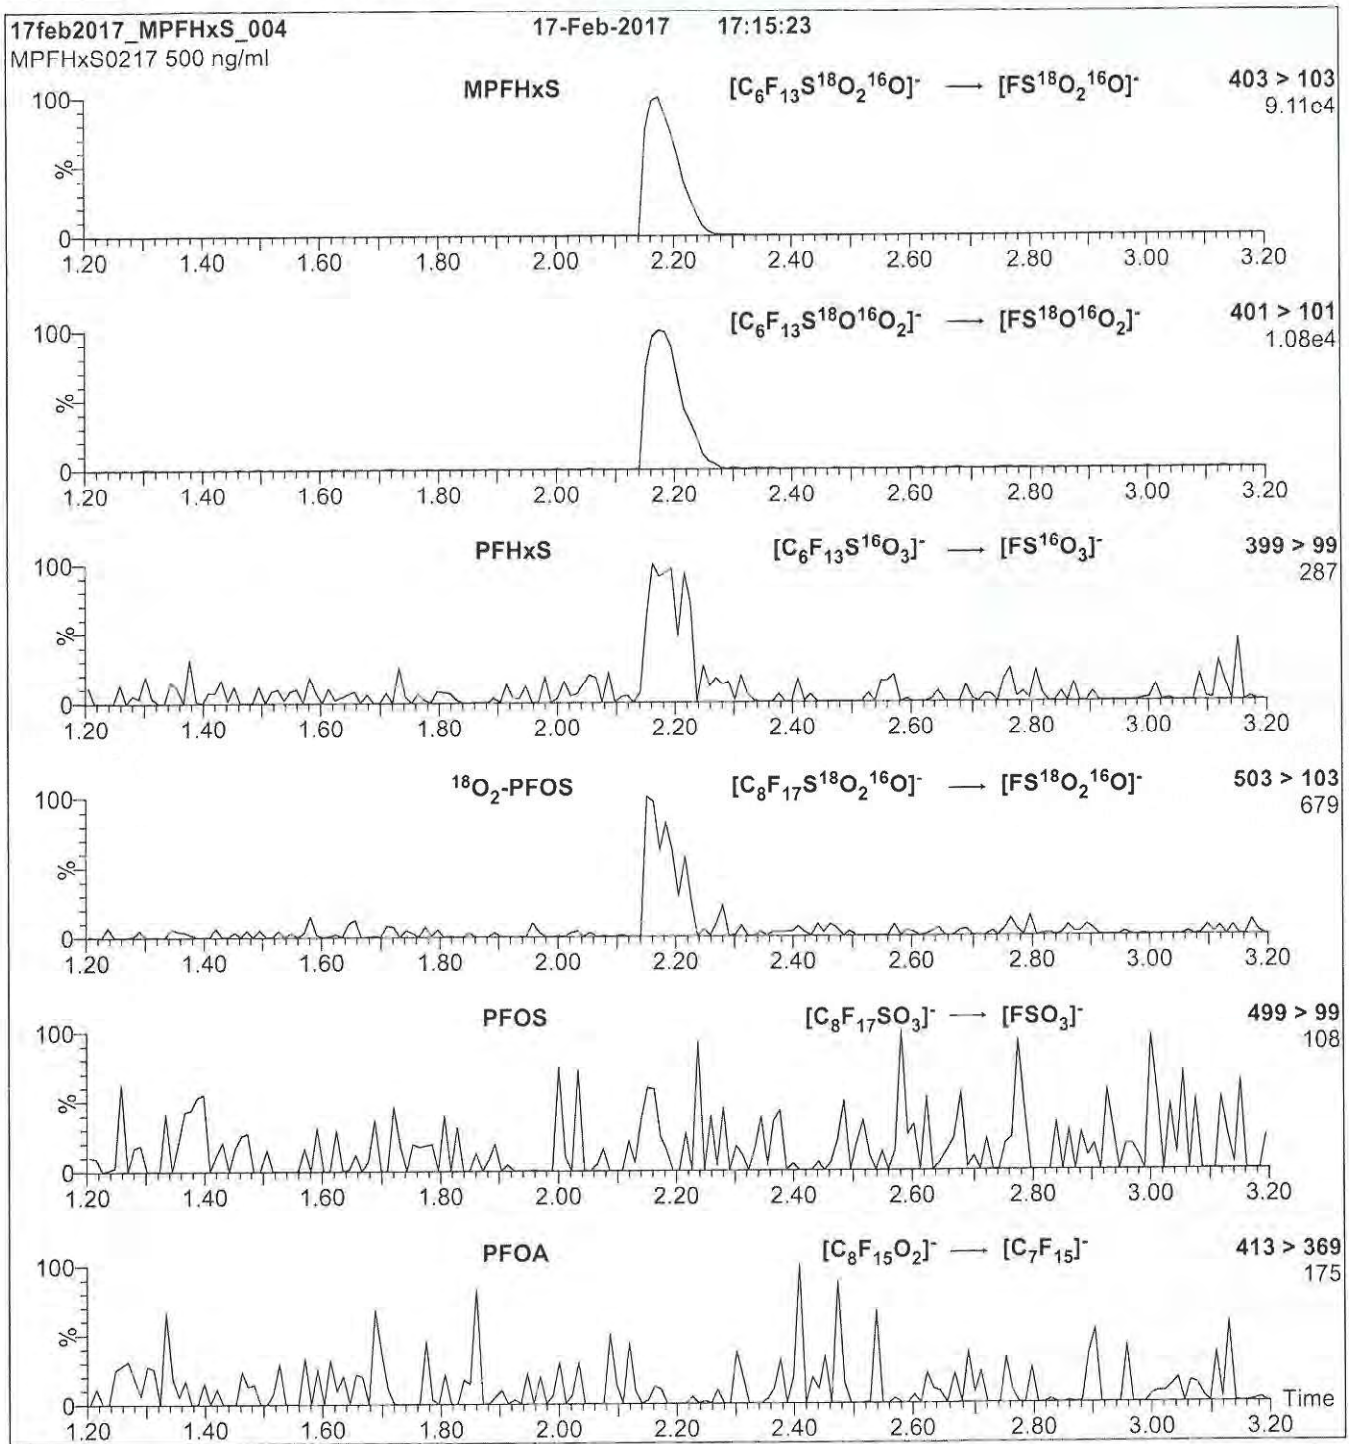 17feb2017_MPFHxS_004 17-Feb-2017 17:15:23
MPFHxS0217 500 ng/ml
MPFHxS [C₆F₁₃S¹⁸O₂¹⁶O]⁻ → [FS¹⁸O₂¹⁶O]⁻ 403 > 103
9.11e4
100
%
0
1.20 1.40 1.60 1.80 2.00 2.20 2.40 2.60 2.80 3.00 3.20
[C₆F₁₃S¹⁸O¹⁶O₂]⁻ → [FS¹⁸O¹⁶O₂]⁻ 401 > 101
1.08e4
100
%
0
1.20 1.40 1.60 1.80 2.00 2.20 2.40 2.60 2.80 3.00 3.20
PFHxS [C₆F₁₃S¹⁶O₃]⁻ → [FS¹⁶O₃]⁻ 399 > 99
287
100
%
0
1.20 1.40 1.60 1.80 2.00 2.20 2.40 2.60 2.80 3.00 3.20
¹⁸O₂-PFOS [C₈F₁₇S¹⁸O₂¹⁶O]⁻ → [FS¹⁸O₂¹⁶O]⁻ 503 > 103
679
100
%
0
1.20 1.40 1.60 1.80 2.00 2.20 2.40 2.60 2.80 3.00 3.20
PFOS [C₈F₁₇SO₃]⁻ → [FSO₃]⁻ 499 > 99
108
100
%
0
1.20 1.40 1.60 1.80 2.00 2.20 2.40 2.60 2.80 3.00 3.20
PFOA [C₈F₁₅O₂]⁻ → [C₇F₁₅]⁻ 413 > 369
175
100
%
0
Time
1.20 1.40 1.60 1.80 2.00 2.20 2.40 2.60 2.80 3.00 3.20